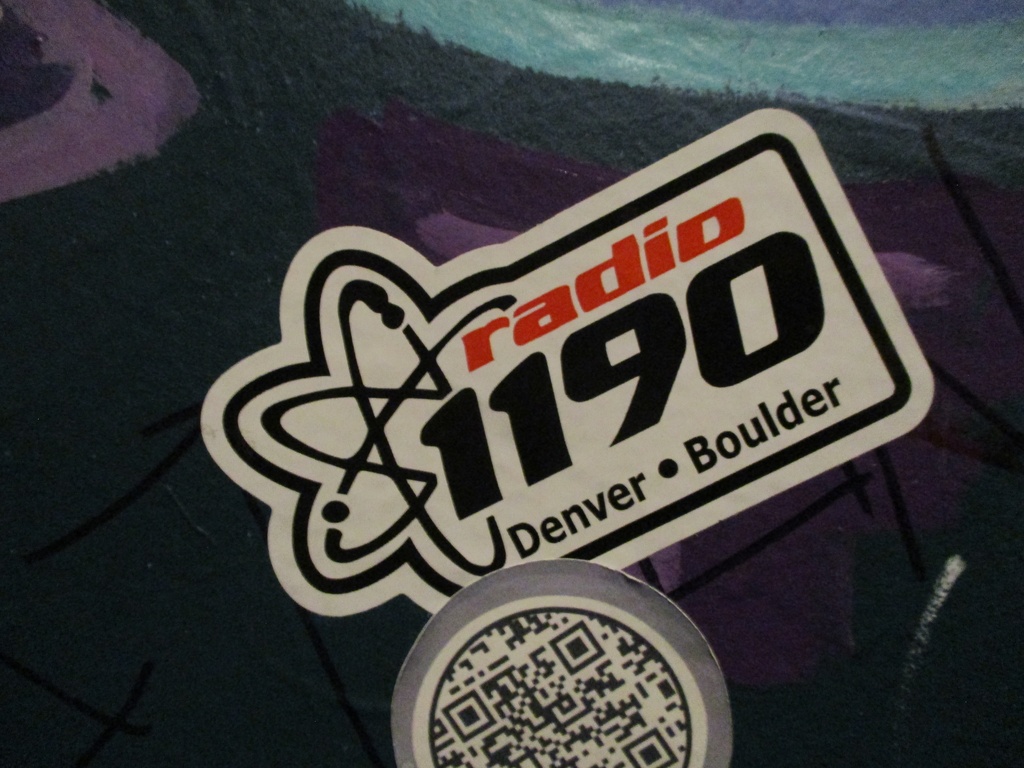 radio
1190
Denver • Boulder